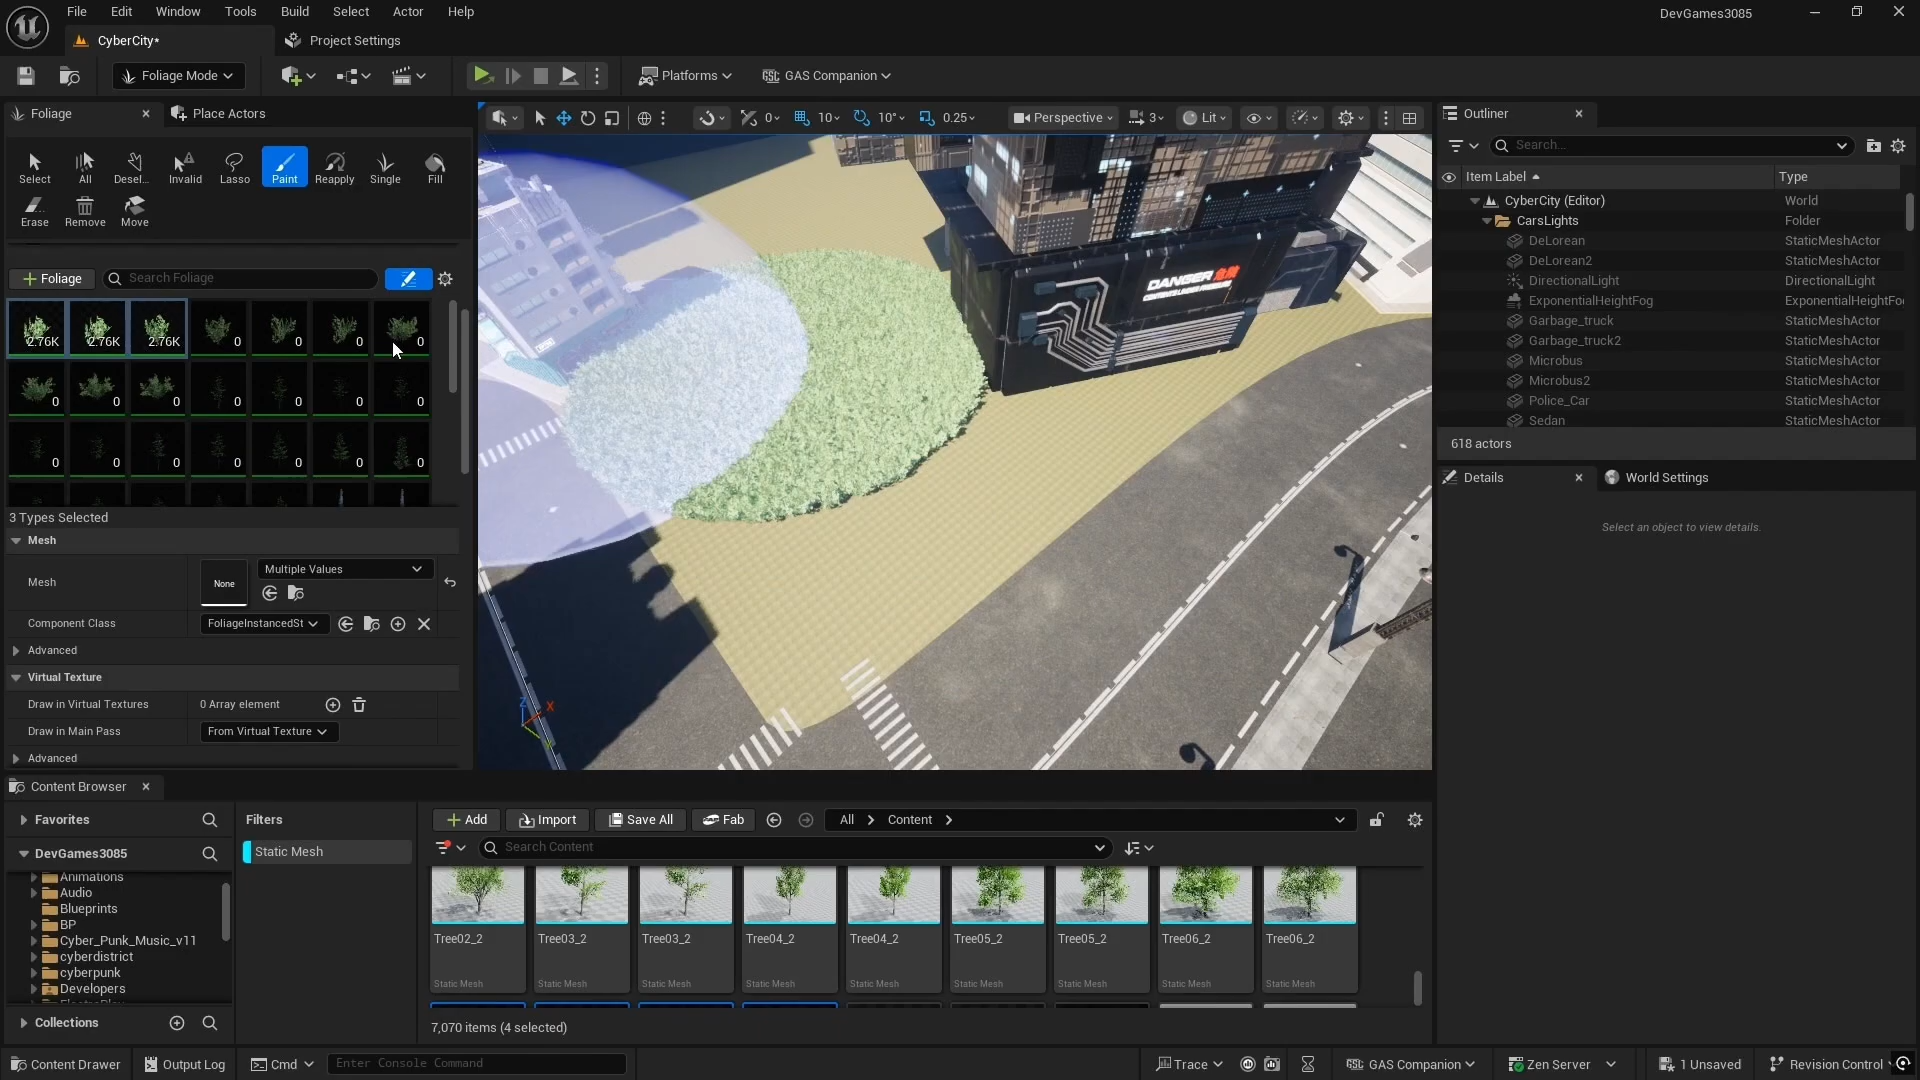 File Edit Window Tools Build Select Actor Help
DevGames3085
CyberCity*
Project Settings
Foliage Mode
Platforms
GAS Companion
Foliage
Place Actors
Select All Desel... Invalid Lasso Paint Reapply Single Fill
Erase Remove Move
Foliage
Search Foliage
2.76K 2.76K 2.76K 0 0 0 0
0 0 0 0 0 0 0
0 0 0 0 0 0 0
3 Types Selected
Mesh
Mesh
None
Multiple Values
Component Class
FoliageInstancedSt
Advanced
Virtual Texture
Draw in Virtual Textures
0 Array element
Draw in Main Pass
From Virtual Texture
Advanced
0 10 10° 0.25
Perspective
3
Lit
DANGER 危険
CONTENTS UNDER PRESSURE
Z X Y
Outliner
Search...
Item Label
Type
CyberCity (Editor) World
CarsLights Folder
DeLorean StaticMeshActor
DeLorean2 StaticMeshActor
DirectionalLight DirectionalLight
ExponentialHeightFog ExponentialHeightFo
Garbage_truck StaticMeshActor
Garbage_truck2 StaticMeshActor
Microbus StaticMeshActor
Microbus2 StaticMeshActor
Police_Car StaticMeshActor
Sedan StaticMeshActor
618 actors
Details
World Settings
Select an object to view details.
Content Browser
Favorites
DevGames3085
Animations
Audio
Blueprints
BP
Cyber_Punk_Music_v11
cyberdistrict
cyberpunk
Developers
Collections
Filters
Static Mesh
Add
Import
Save All
Fab
All
Content
Search Content
Tree02_2 Tree03_2 Tree03_2 Tree04_2 Tree04_2 Tree05_2 Tree05_2 Tree06_2 Tree06_2
Static Mesh Static Mesh Static Mesh Static Mesh Static Mesh Static Mesh Static Mesh Static Mesh Static Mesh
7,070 items (4 selected)
Content Drawer
Output Log
Cmd
Enter Console Command
Trace
GAS Companion
Zen Server
1 Unsaved
Revision Control